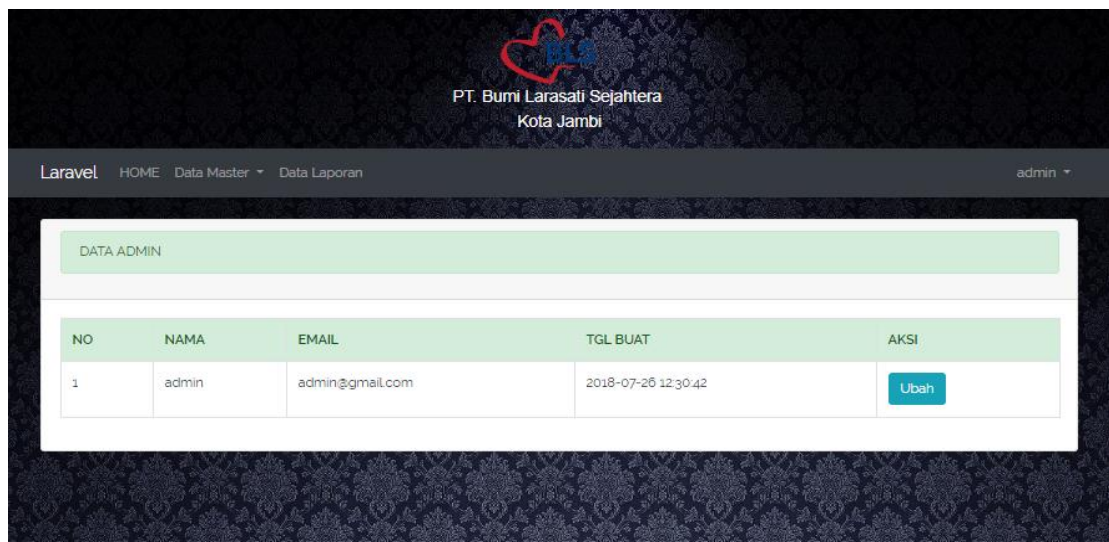 BLS
PT. Bumi Larasati Sejahtera
Kota Jambi
Laravel HOME Data Master Data Laporan admin
DATA ADMIN
NO NAMA EMAIL TGL BUAT AKSI
1 admin admin@gmail.com 2018-07-26 12:30:42 Ubah